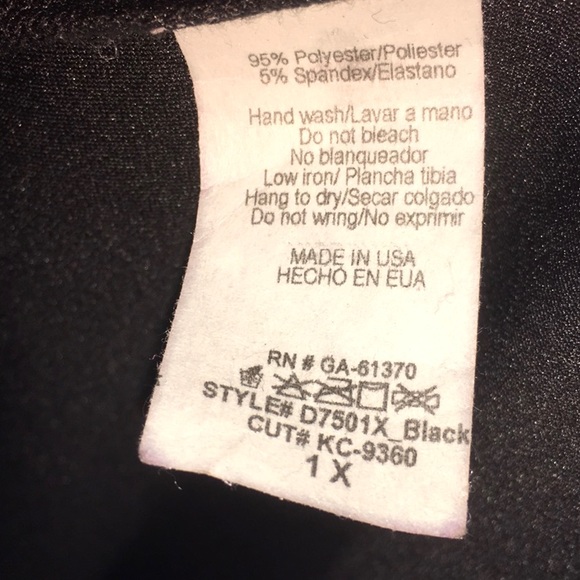 95% Polyester/Poliester
5% Spandex/Elastano
Hand wash/Lavar a mano
Do not bleach
No blanqueador
Low iron/ Plancha tibia
Hang to dry/Secar colgado
Do not wring/No exprimir
MADE IN USA
HECHO EN EUA
RN # GA-61370
STYLE# D7501X_Black
CUT# KC-9360
1 X